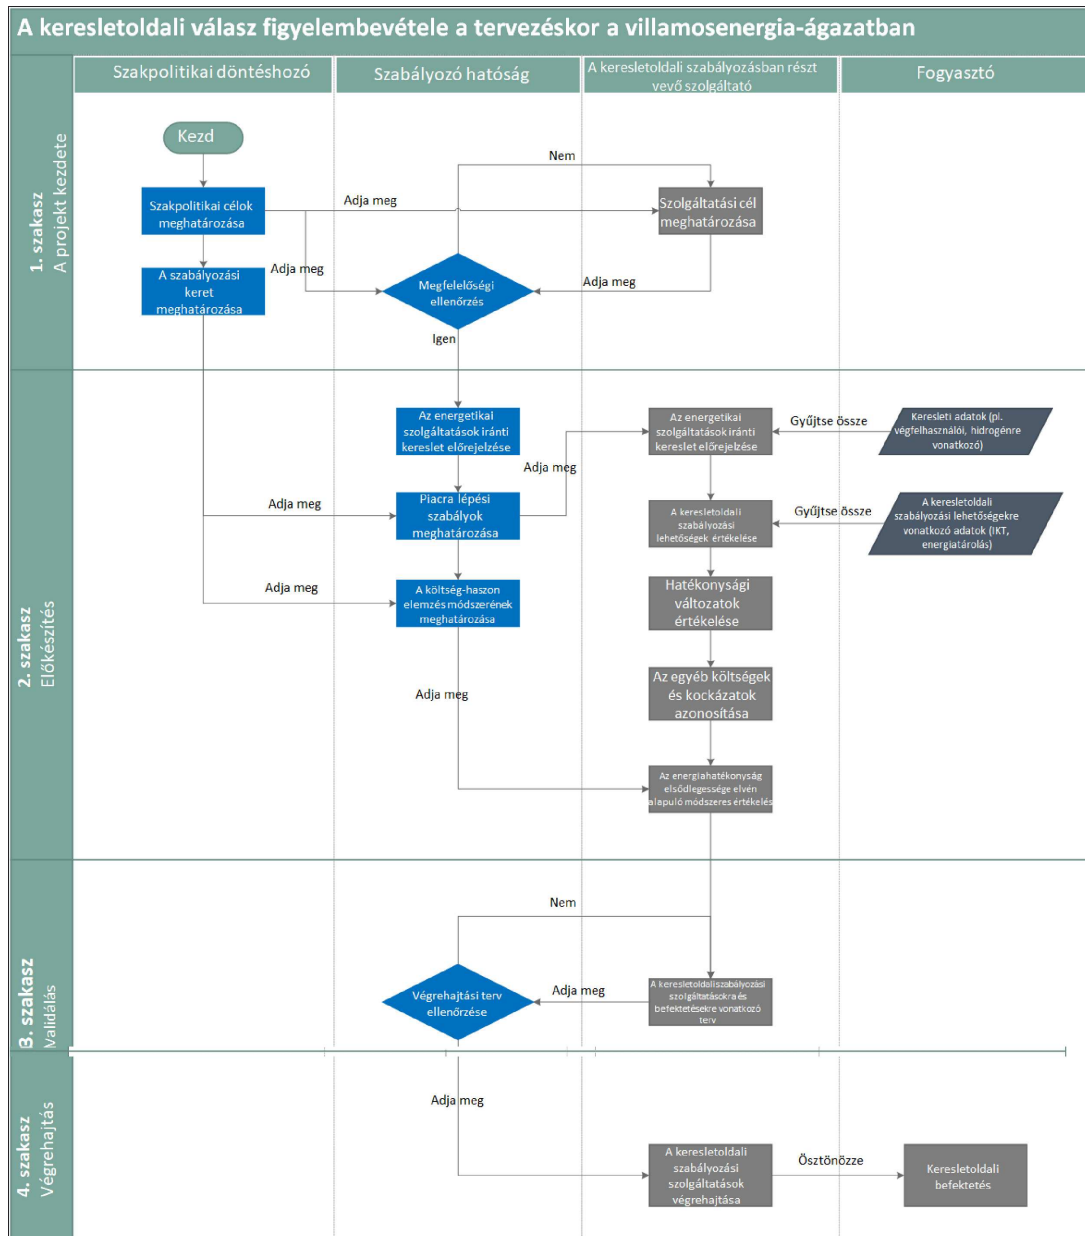 A keresletoldali válasz figyelembevétele a tervezéskor a villamosenergia-ágazatban
Szakpolitikai döntéshozó
Szabályozó hatóság
A keresletoldali szabályozásban részt
vevő szolgáltató
Fogyasztó
1. szakasz
A projekt kezdete
Kezd
Nem
Szakpolitikai célok
meghatározása
Adja meg
Szolgáltatási cél
meghatározása
A szabályozási
keret
meghatározása
Adja meg
Megfelelőségi
ellenőrzés
Adja meg
Igen
2. szakasz
Előkészítés
Az energetikai
szolgáltatások iránti
kereslet előrejelzése
Az energetikai
szolgáltatások iránti
kereslet előrejelzése
Gyűjtse össze
Keresleti adatok (pl.
végfelhasználói, hidrogénre
vonatkozó)
Adja meg
Adja meg
Piacra lépési
szabályok
meghatározása
A keresletoldali
szabályozási
lehetőségek értékelése
Gyűjtse össze
A keresletoldali
szabályozási lehetőségekre
vonatkozó adatok (IKT,
energiatárolás)
Adja meg
A költség-haszon
elemzés módszerének
meghatározása
Hatékonysági
változatok
értékelése
Adja meg
Az egyéb költségek
és kockázatok
azonosítása
Az energiahatékonyság
elsődlegessége elvén
alapuló módszeres értékelés
3. szakasz
Validálás
Nem
Végrehajtási terv
ellenőrzése
Adja meg
A keresletoldaliszabályozási
szolgáltatásokra és
befektetésekre vonatkozó
terv
4. szakasz
Végrehajtás
Adja meg
A keresletoldali
szabályozási
szolgáltatások
végrehajtása
Ösztönözze
Keresletoldali
befektetés